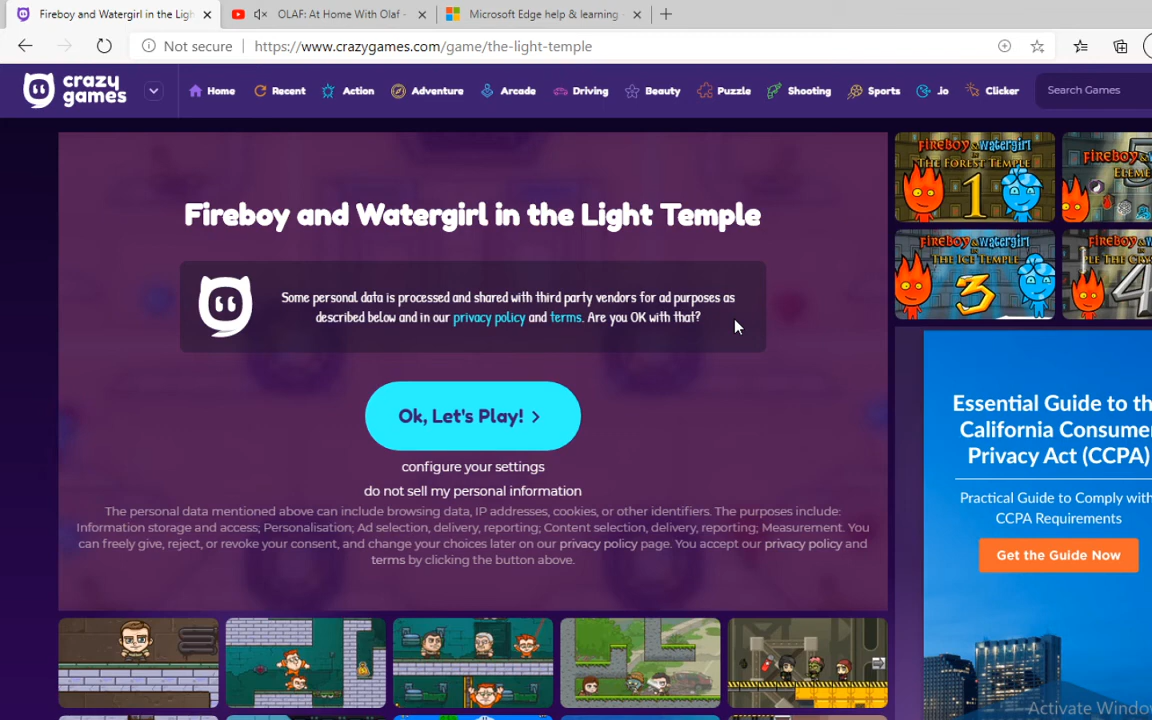 Fireboy and Watergirl in the Ligh
OLAF: At Home With Olaf -
Microsoft Edge help & learning
Not secure
https://www.crazygames.com/game/the-light-temple
crazy
games
Home
Recent
Action
Adventure
Arcade
Driving
Beauty
Puzzle
Shooting
Sports
.io
Clicker
Search Games
Fireboy and Watergirl in the Light Temple
Some personal data is processed and shared with third party vendors for ad purposes as
described below and in our privacy policy and terms. Are you OK with that?
Ok, Let's Play!
configure your settings
do not sell my personal information
The personal data mentioned above can include browsing data, IP addresses, cookies, or other identifiers. The purposes include:
Information storage and access; Personalisation; Ad selection, delivery, reporting; Content selection, delivery, reporting; Measurement. You
can freely give, reject, or revoke your consent, and change your choices later on our privacy policy page. You accept our privacy policy and
terms by clicking the button above.
FIREBOY & WATERGIRL
THE FOREST TEMPLE
1
FIREBOY & W
5
ELEME
FIREBOY & WATERGIRL
THE ICE TEMPLE
3
FIREBOY & W
THE CRYS
4
Essential Guide to th
California Consumer
Privacy Act (CCPA)
Practical Guide to Comply with
CCPA Requirements
Get the Guide Now
Activate Windo